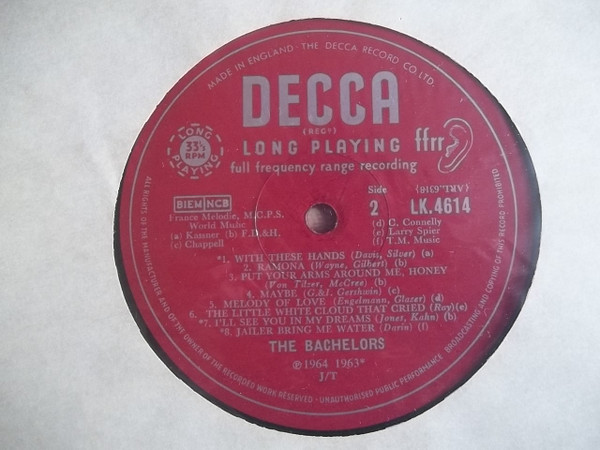 MADE IN ENGLAND · THE DECCA RECORD CO LTD.
DECCA
(REGD)
LONG PLAYING
33⅓
RPM
LONG PLAYING ffrr
full frequency range recording
BIEM NCB
Side
2
(ARL.6318)
LK.4614
France Melodie, M.C.P.S.
World Music
(a) Kassner (b) F.D.&H.
(c) Chappell
(d) C. Connelly
(e) Larry Spier
(f) T.M. Music
*1. WITH THESE HANDS (Davis, Silver) (a)
2. RAMONA (Wayne, Gilbert) (b)
3. PUT YOUR ARMS AROUND ME, HONEY
(Von Tilzer, McCree) (b)
4. MAYBE (G.&I. Gershwin) (c)
5. MELODY OF LOVE (Engelmann, Glazer) (d)
6. THE LITTLE WHITE CLOUD THAT CRIED (Ray)(e)
*7. I'LL SEE YOU IN MY DREAMS (Jones, Kahn) (b)
*8. JAILER BRING ME WATER (Darin) (f)
THE BACHELORS
℗1964 1963*
J/T
ALL RIGHTS OF THE MANUFACTURER AND OF THE OWNER OF THE RECORDED WORK RESERVED · UNAUTHORISED PUBLIC PERFORMANCE, BROADCASTING AND COPYING OF THIS RECORD PROHIBITED